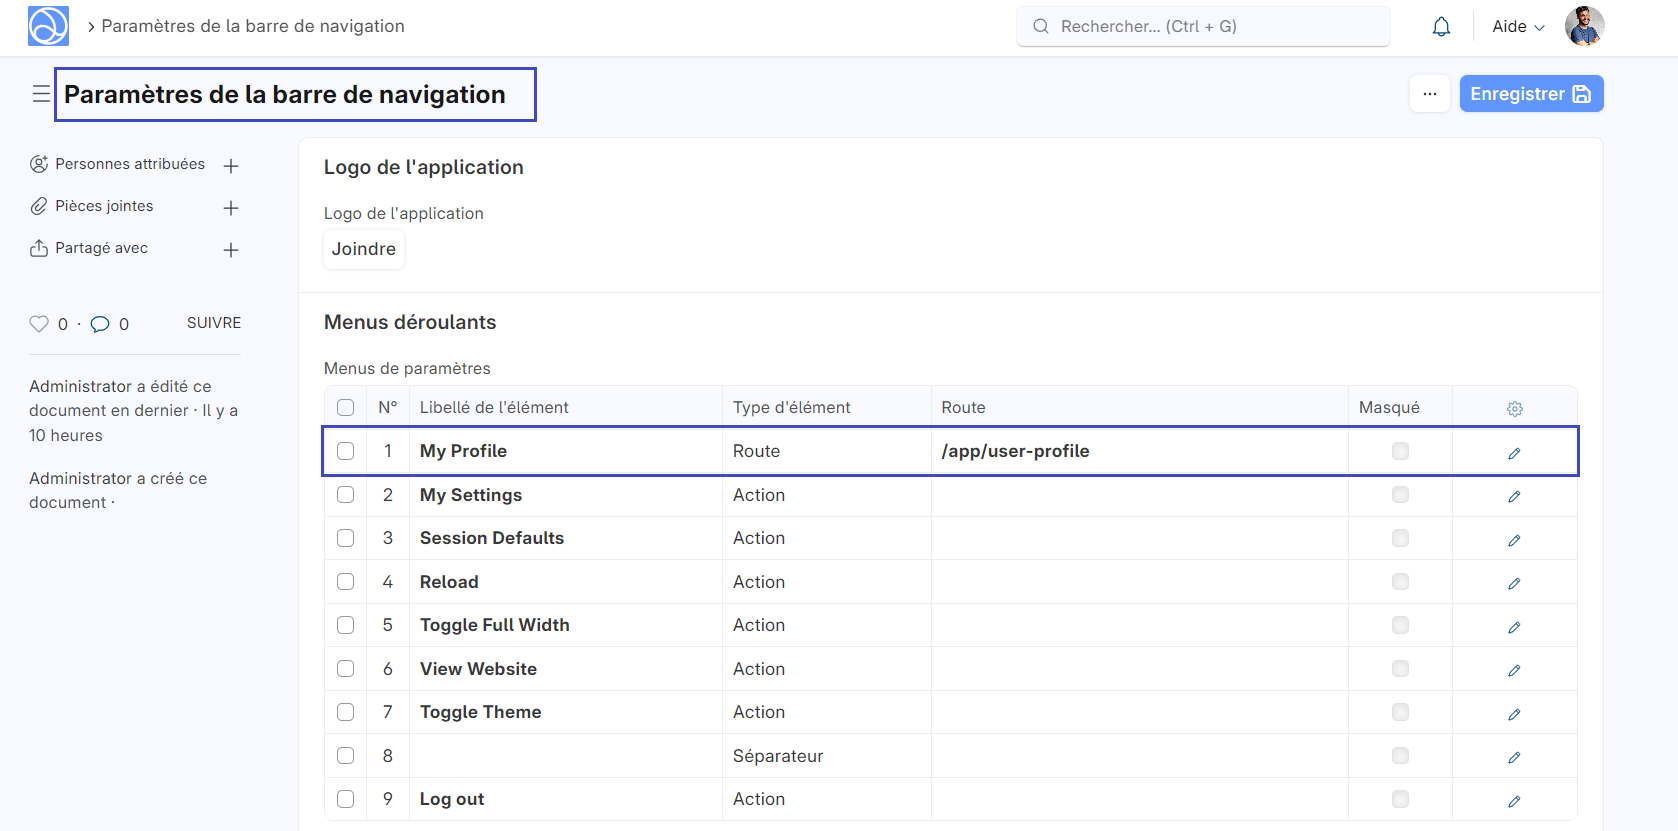 Paramètres de la barre de navigation
Rechercher... (Ctrl + G)
Aide
Paramètres de la barre de navigation
...
Enregistrer
Personnes attribuées
Pièces jointes
Partagé avec
0 · 0 SUIVRE
Administrator a édité ce
document en dernier · Il y a
10 heures
Administrator a créé ce
document ·
Logo de l'application
Logo de l'application
Joindre
Menus déroulants
Menus de paramètres
N° Libellé de l'élément Type d'élément Route Masqué
1 My Profile Route /app/user-profile
2 My Settings Action
3 Session Defaults Action
4 Reload Action
5 Toggle Full Width Action
6 View Website Action
7 Toggle Theme Action
8 Séparateur
9 Log out Action